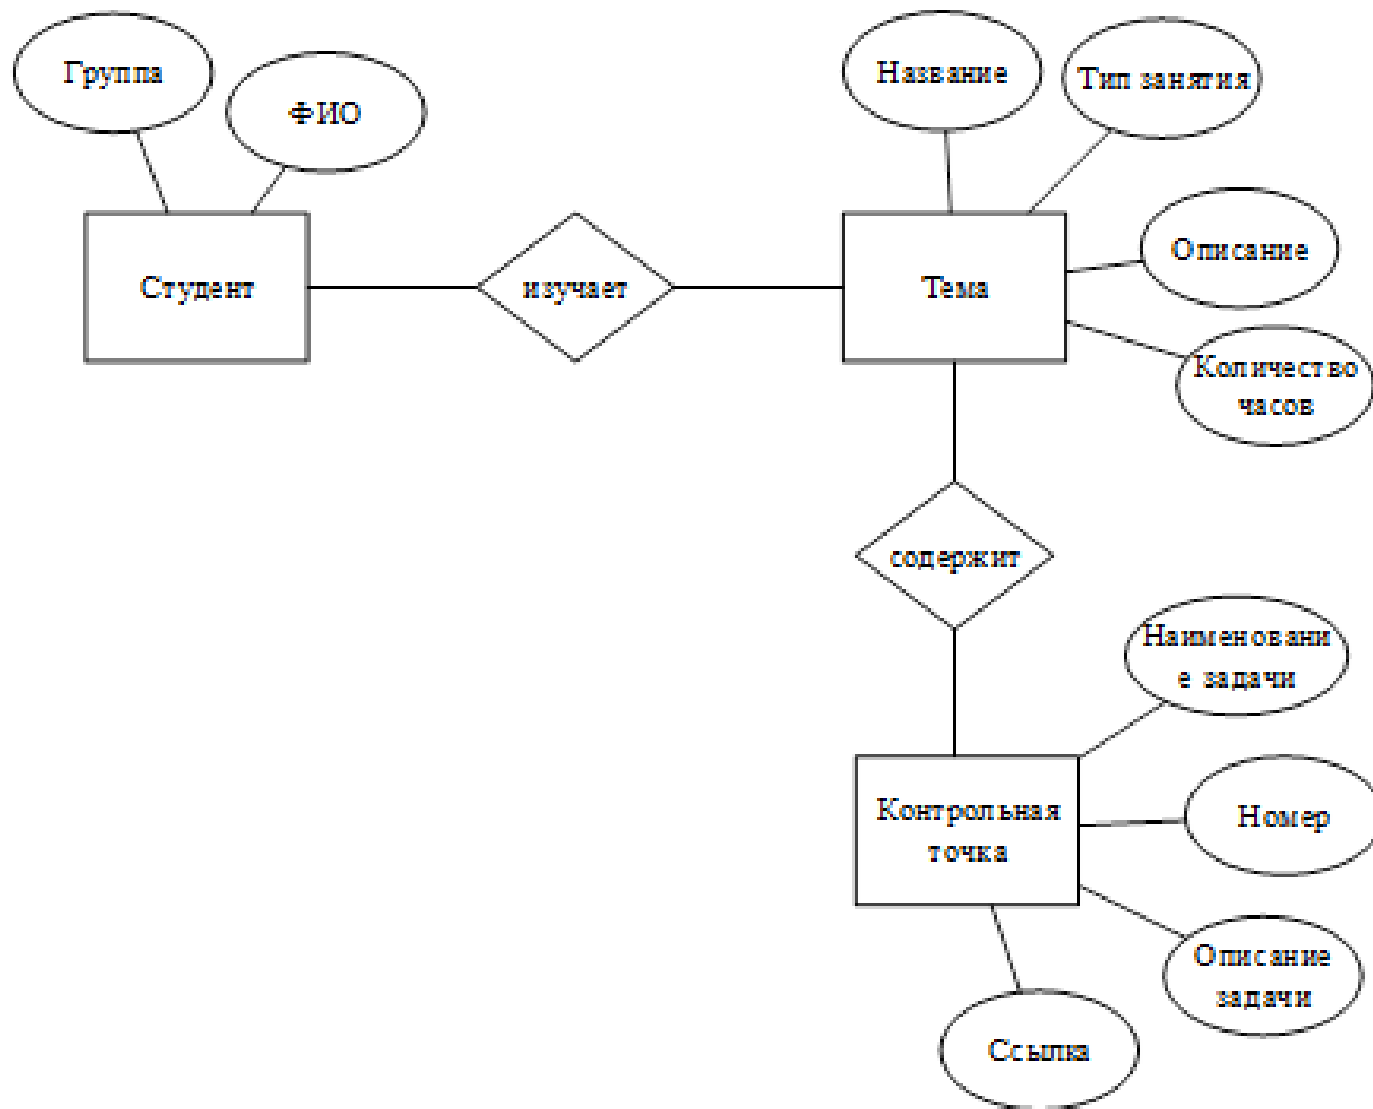 Группа
ФИО
Название
Тип занятия
Студент
изучает
Тема
Описание
Количество
часов
содержит
Наименовани
е задачи
Контрольная
точка
Номер
Описание
задачи
Ссылка